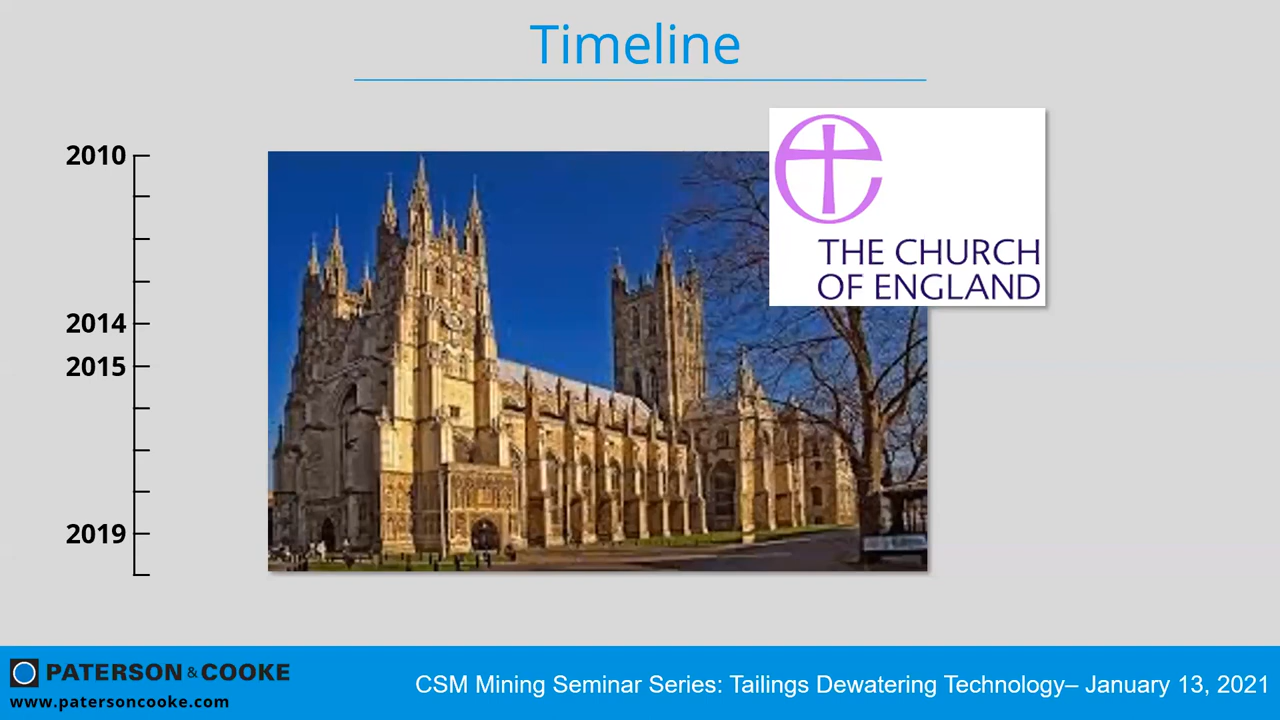 Timeline
2010
2014
2015
2019
THE CHURCH
OF ENGLAND
PATERSON & COOKE
www.patersoncooke.com
CSM Mining Seminar Series: Tailings Dewatering Technology– January 13, 2021